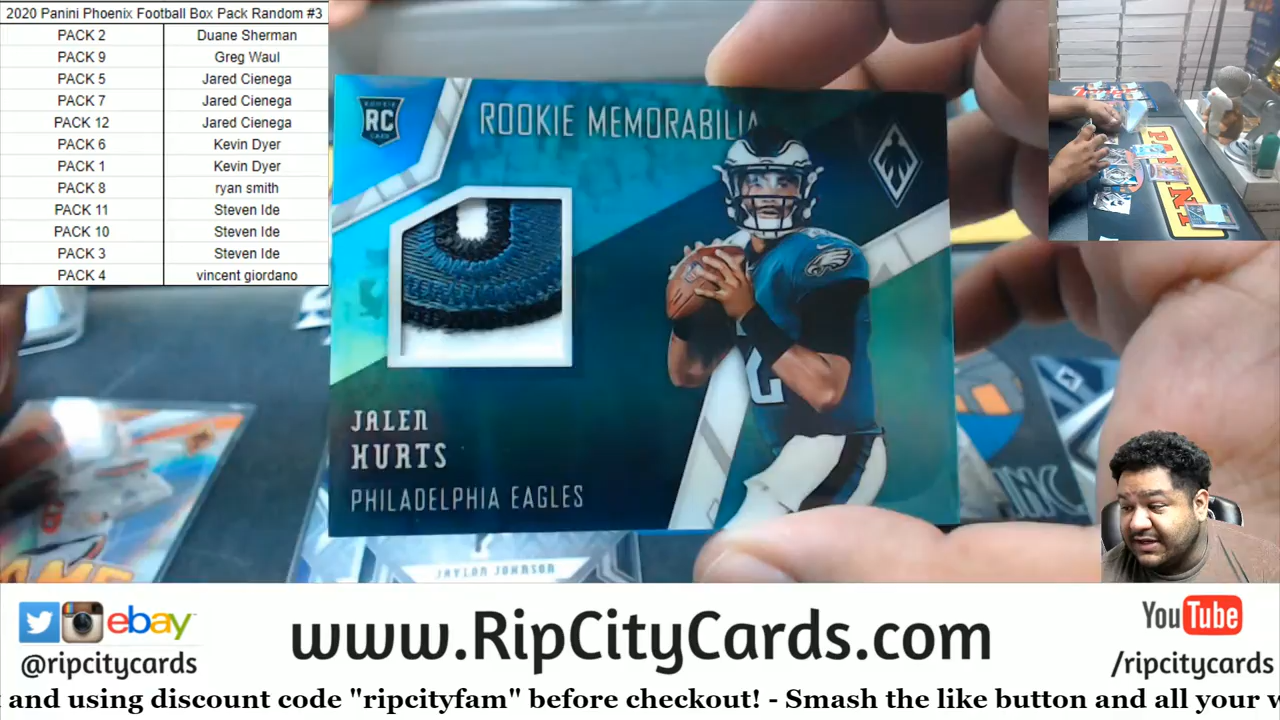 2020 Panini Phoenix Football Box Pack Random #3
PACK 2 Duane Sherman
PACK 9 Greg Waul
PACK 5 Jared Cienega
PACK 7 Jared Cienega
PACK 12 Jared Cienega
PACK 6 Kevin Dyer
PACK 1 Kevin Dyer
PACK 8 ryan smith
PACK 11 Steven Ide
PACK 10 Steven Ide
PACK 3 Steven Ide
PACK 4 vincent giordano
ROOKIE RC CARD
ROOKIE MEMORABILIA
JALEN
HURTS
PHILADELPHIA EAGLES
JAYLON JOHNSON
PANINI
ebay
@ripcitycards
www.RipCityCards.com
YouTube
/ripcitycards
and using discount code "ripcityfam" before checkout! - Smash the like button and all your